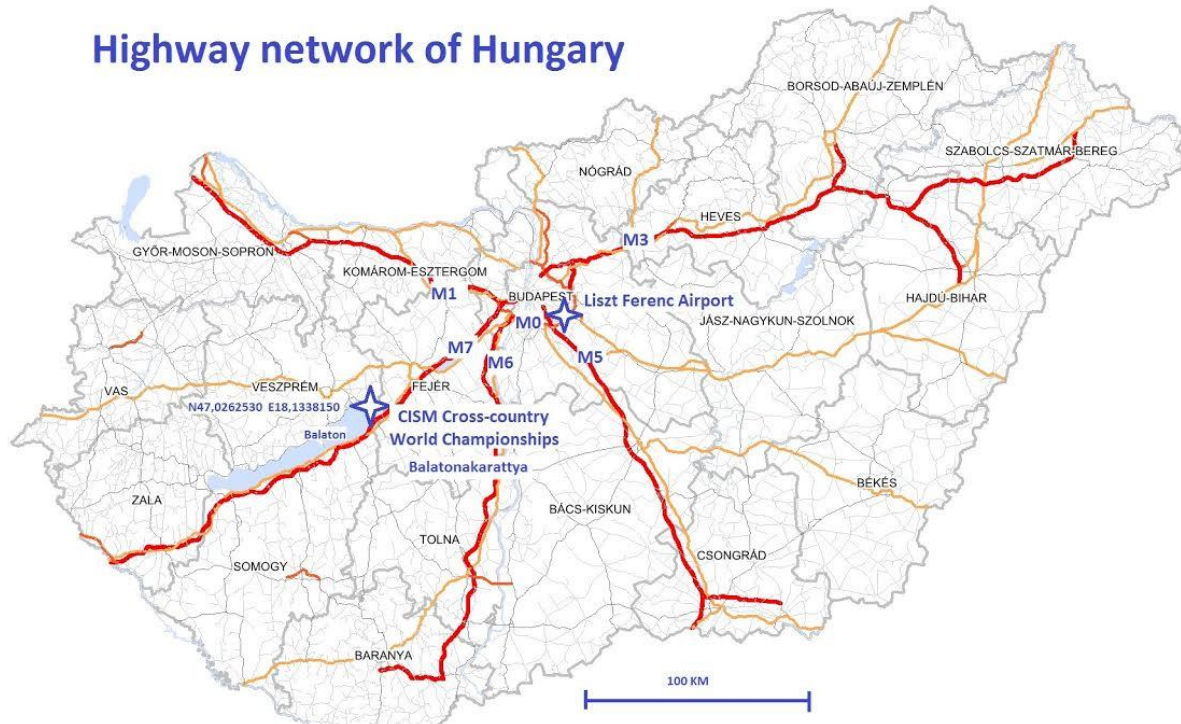 Highway network of Hungary
BORSOD-ABAÚJ-ZEMPLÉN
SZABOLCS-SZATMÁR-BEREG
NÓGRÁD
HEVES
M3
GYŐR-MOSON-SOPRON
KOMÁROM-ESZTERGOM
M1
BUDAPEST
Liszt Ferenc Airport
HAJDÚ-BIHAR
M0
JÁSZ-NAGYKUN-SZOLNOK
M7
M6
M5
VAS
VESZPRÉM
FEJÉR
N47,0262530 E18,1338150
CISM Cross-country
World Championships
Balaton
Balatonakarattya
ZALA
BÉKÉS
BÁCS-KISKUN
TOLNA
CSONGRÁD
SOMOGY
BARANYA
100 KM